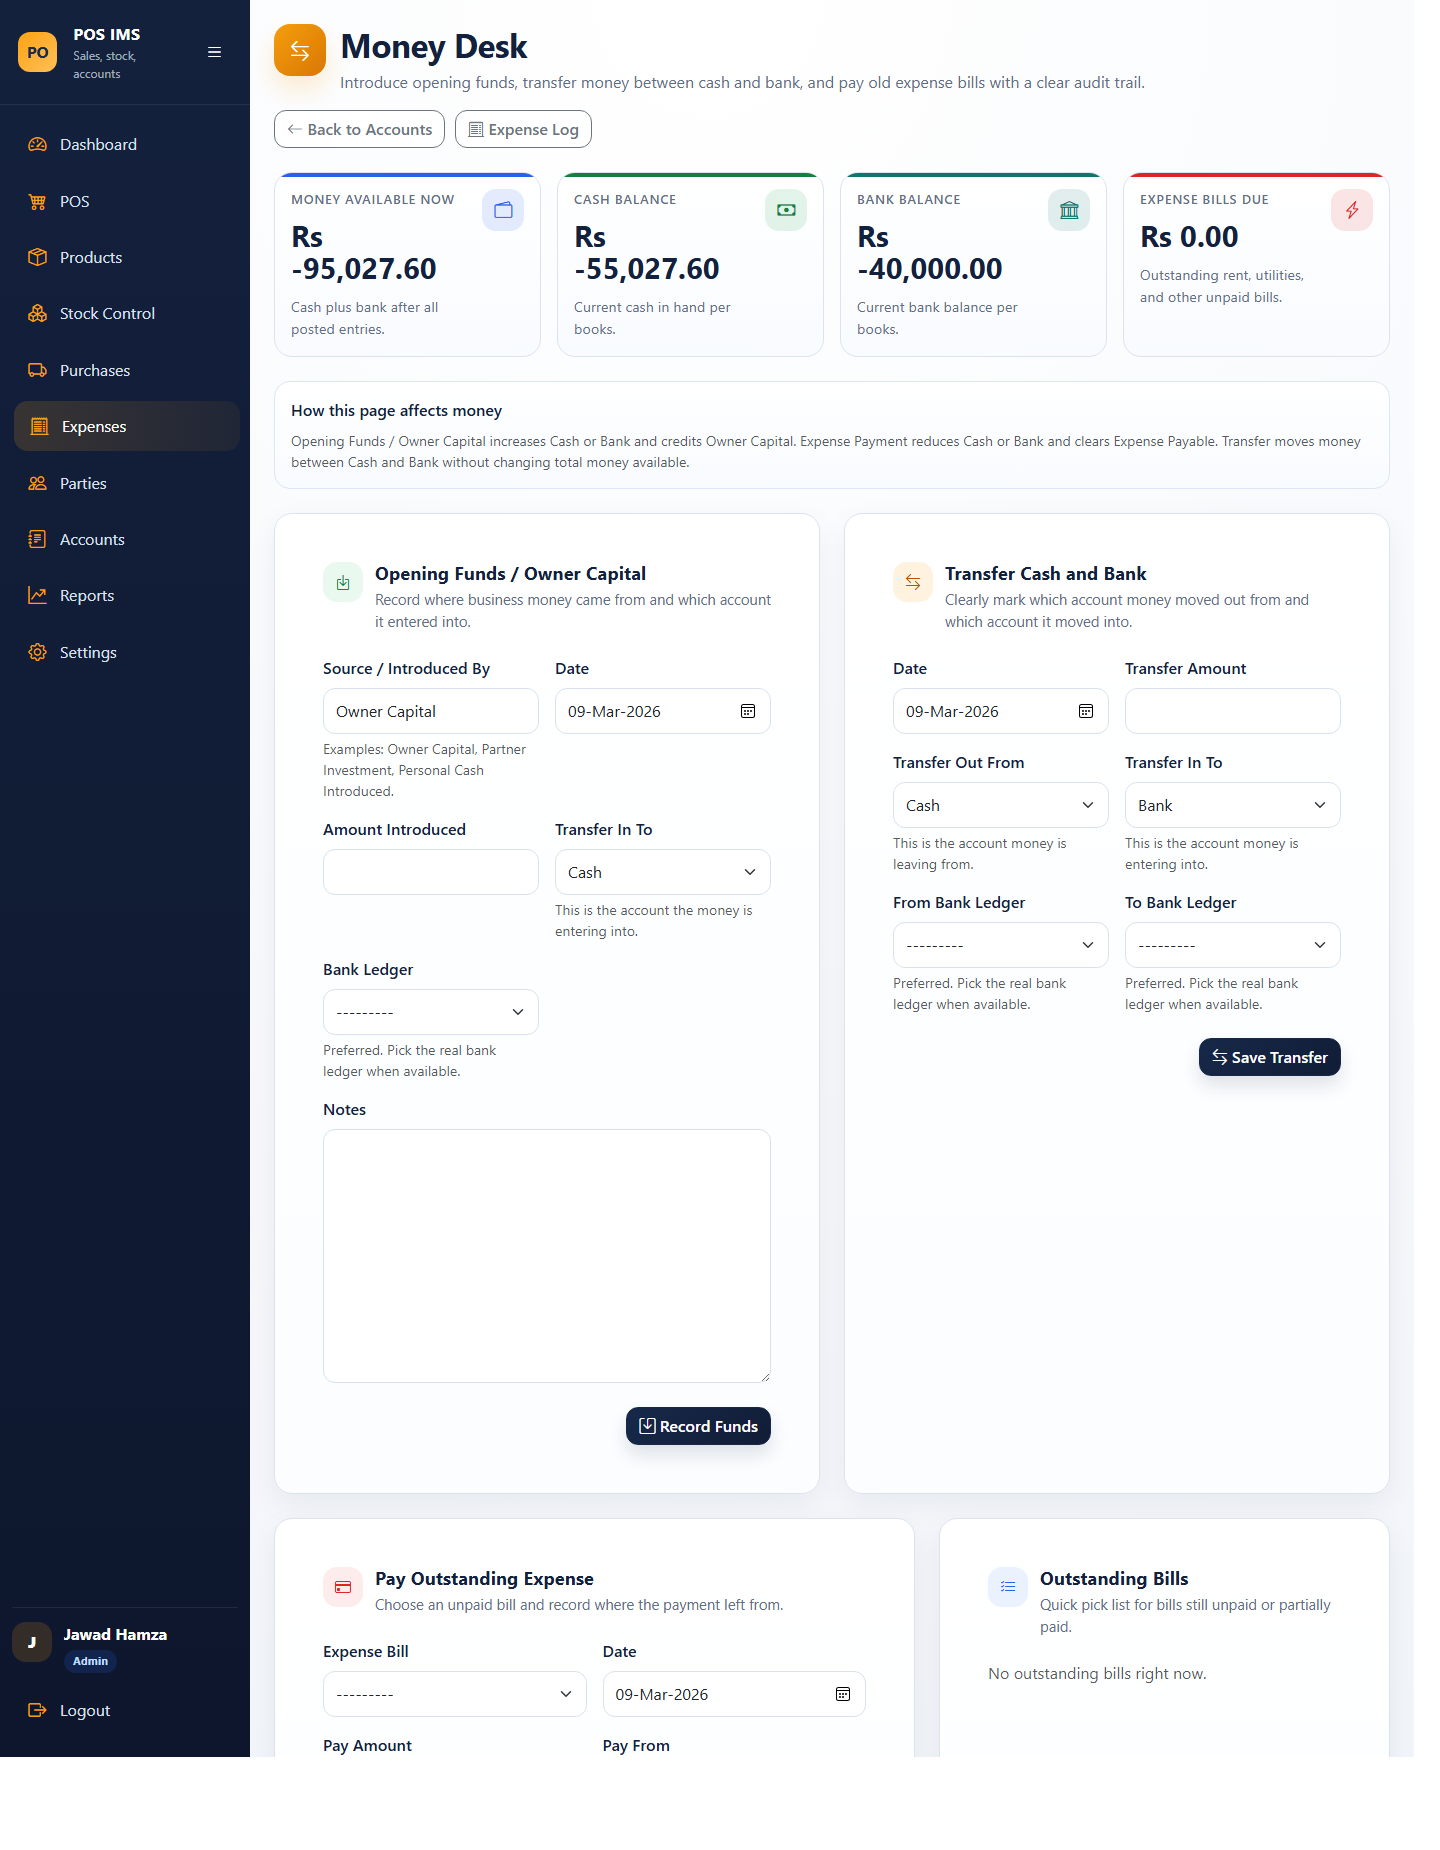 PO
POS IMS
Sales, stock,
accounts
Dashboard
POS
Products
Stock Control
Purchases
Expenses
Parties
Accounts
Reports
Settings
J
Jawad Hamza
Admin
Logout
Money Desk
Introduce opening funds, transfer money between cash and bank, and pay old expense bills with a clear audit trail.
Back to Accounts
Expense Log
MONEY AVAILABLE NOW
Rs
-95,027.60
Cash plus bank after all
posted entries.
CASH BALANCE
Rs
-55,027.60
Current cash in hand per
books.
BANK BALANCE
Rs
-40,000.00
Current bank balance per
books.
EXPENSE BILLS DUE
Rs 0.00
Outstanding rent, utilities,
and other unpaid bills.
How this page affects money
Opening Funds / Owner Capital increases Cash or Bank and credits Owner Capital. Expense Payment reduces Cash or Bank and clears Expense Payable. Transfer moves money
between Cash and Bank without changing total money available.
Opening Funds / Owner Capital
Record where business money came from and which account
it entered into.
Source / Introduced By
Date
Owner Capital
09-Mar-2026
Examples: Owner Capital, Partner
Investment, Personal Cash
Introduced.
Amount Introduced
Transfer In To
Cash
This is the account the money is
entering into.
Bank Ledger
---------
Preferred. Pick the real bank
ledger when available.
Notes
Record Funds
Transfer Cash and Bank
Clearly mark which account money moved out from and
which account it moved into.
Date
Transfer Amount
09-Mar-2026
Transfer Out From
Transfer In To
Cash
Bank
This is the account money is
leaving from.
This is the account money is
entering into.
From Bank Ledger
To Bank Ledger
---------
---------
Preferred. Pick the real bank
ledger when available.
Preferred. Pick the real bank
ledger when available.
Save Transfer
Pay Outstanding Expense
Choose an unpaid bill and record where the payment left from.
Expense Bill
Date
---------
09-Mar-2026
Pay Amount
Pay From
Outstanding Bills
Quick pick list for bills still unpaid or partially
paid.
No outstanding bills right now.